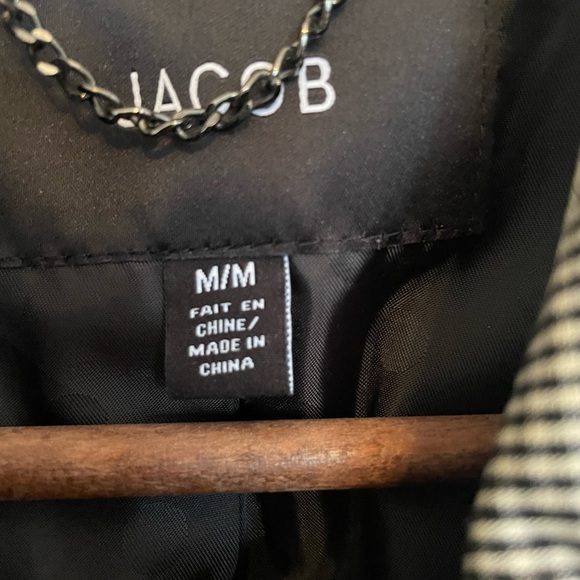 JACOB
M/M
FAIT EN
CHINE/
MADE IN
CHINA